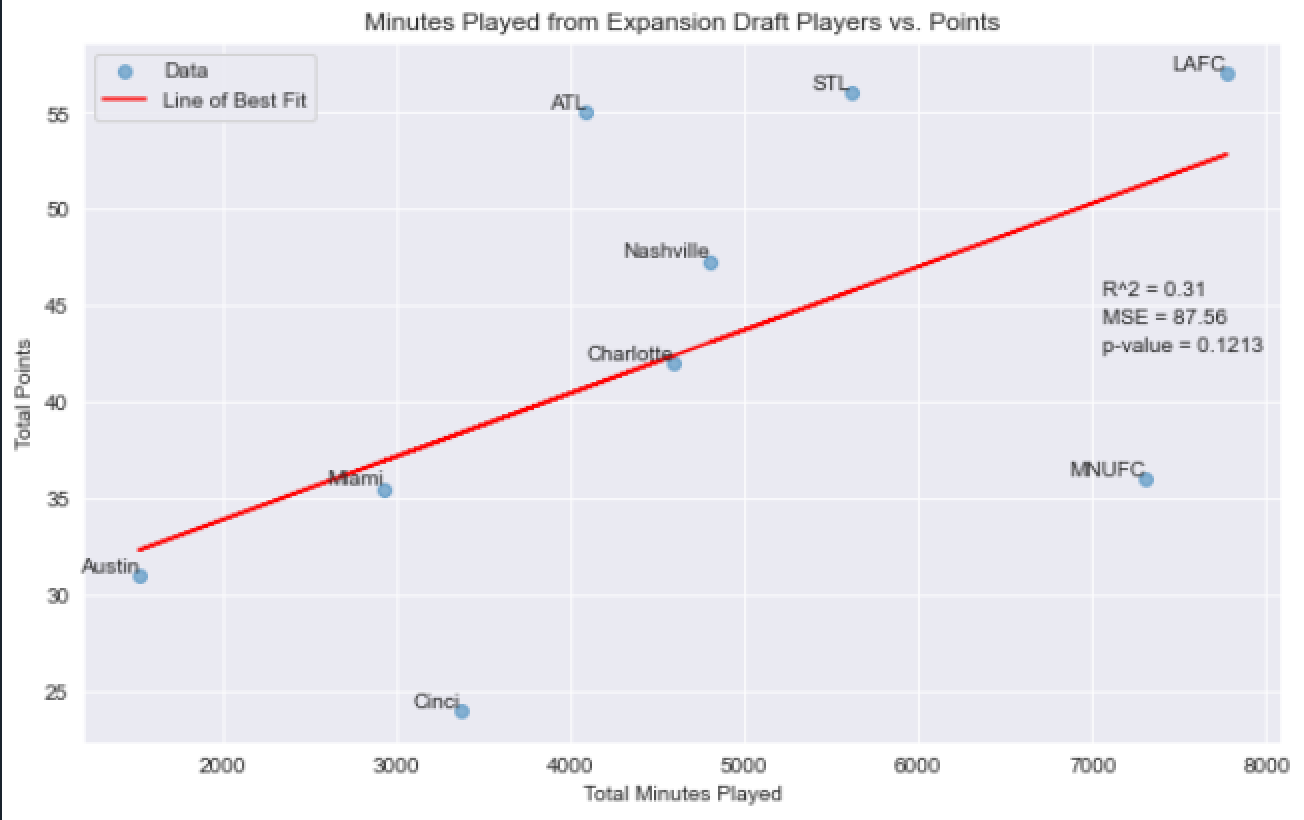 Minutes Played from Expansion Draft Players vs. Points
Data
Line of Best Fit
LAFC
STL
ATL
Nashville
Charlotte
Miami
Austin
Cinci
MNUFC
R^2 = 0.31
MSE = 87.56
p-value = 0.1213
Total Points
55
50
45
40
35
30
25
2000 3000 4000 5000 6000 7000 8000
Total Minutes Played